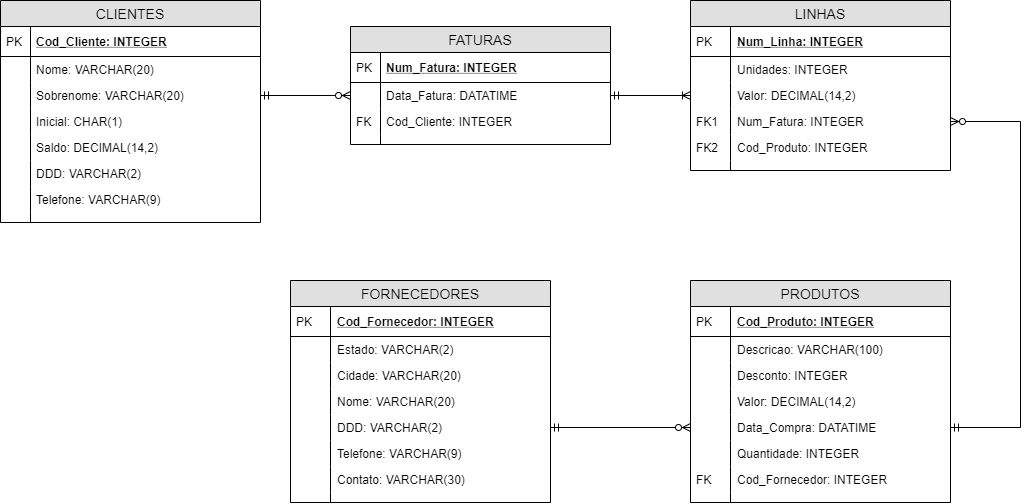 CLIENTES
PK Cod_Cliente: INTEGER
Nome: VARCHAR(20)
Sobrenome: VARCHAR(20)
Inicial: CHAR(1)
Saldo: DECIMAL(14,2)
DDD: VARCHAR(2)
Telefone: VARCHAR(9)
FATURAS
PK Num_Fatura: INTEGER
Data_Fatura: DATATIME
FK Cod_Cliente: INTEGER
LINHAS
PK Num_Linha: INTEGER
Unidades: INTEGER
Valor: DECIMAL(14,2)
FK1 Num_Fatura: INTEGER
FK2 Cod_Produto: INTEGER
FORNECEDORES
PK Cod_Fornecedor: INTEGER
Estado: VARCHAR(2)
Cidade: VARCHAR(20)
Nome: VARCHAR(20)
DDD: VARCHAR(2)
Telefone: VARCHAR(9)
Contato: VARCHAR(30)
PRODUTOS
PK Cod_Produto: INTEGER
Descricao: VARCHAR(100)
Desconto: INTEGER
Valor: DECIMAL(14,2)
Data_Compra: DATATIME
Quantidade: INTEGER
FK Cod_Fornecedor: INTEGER